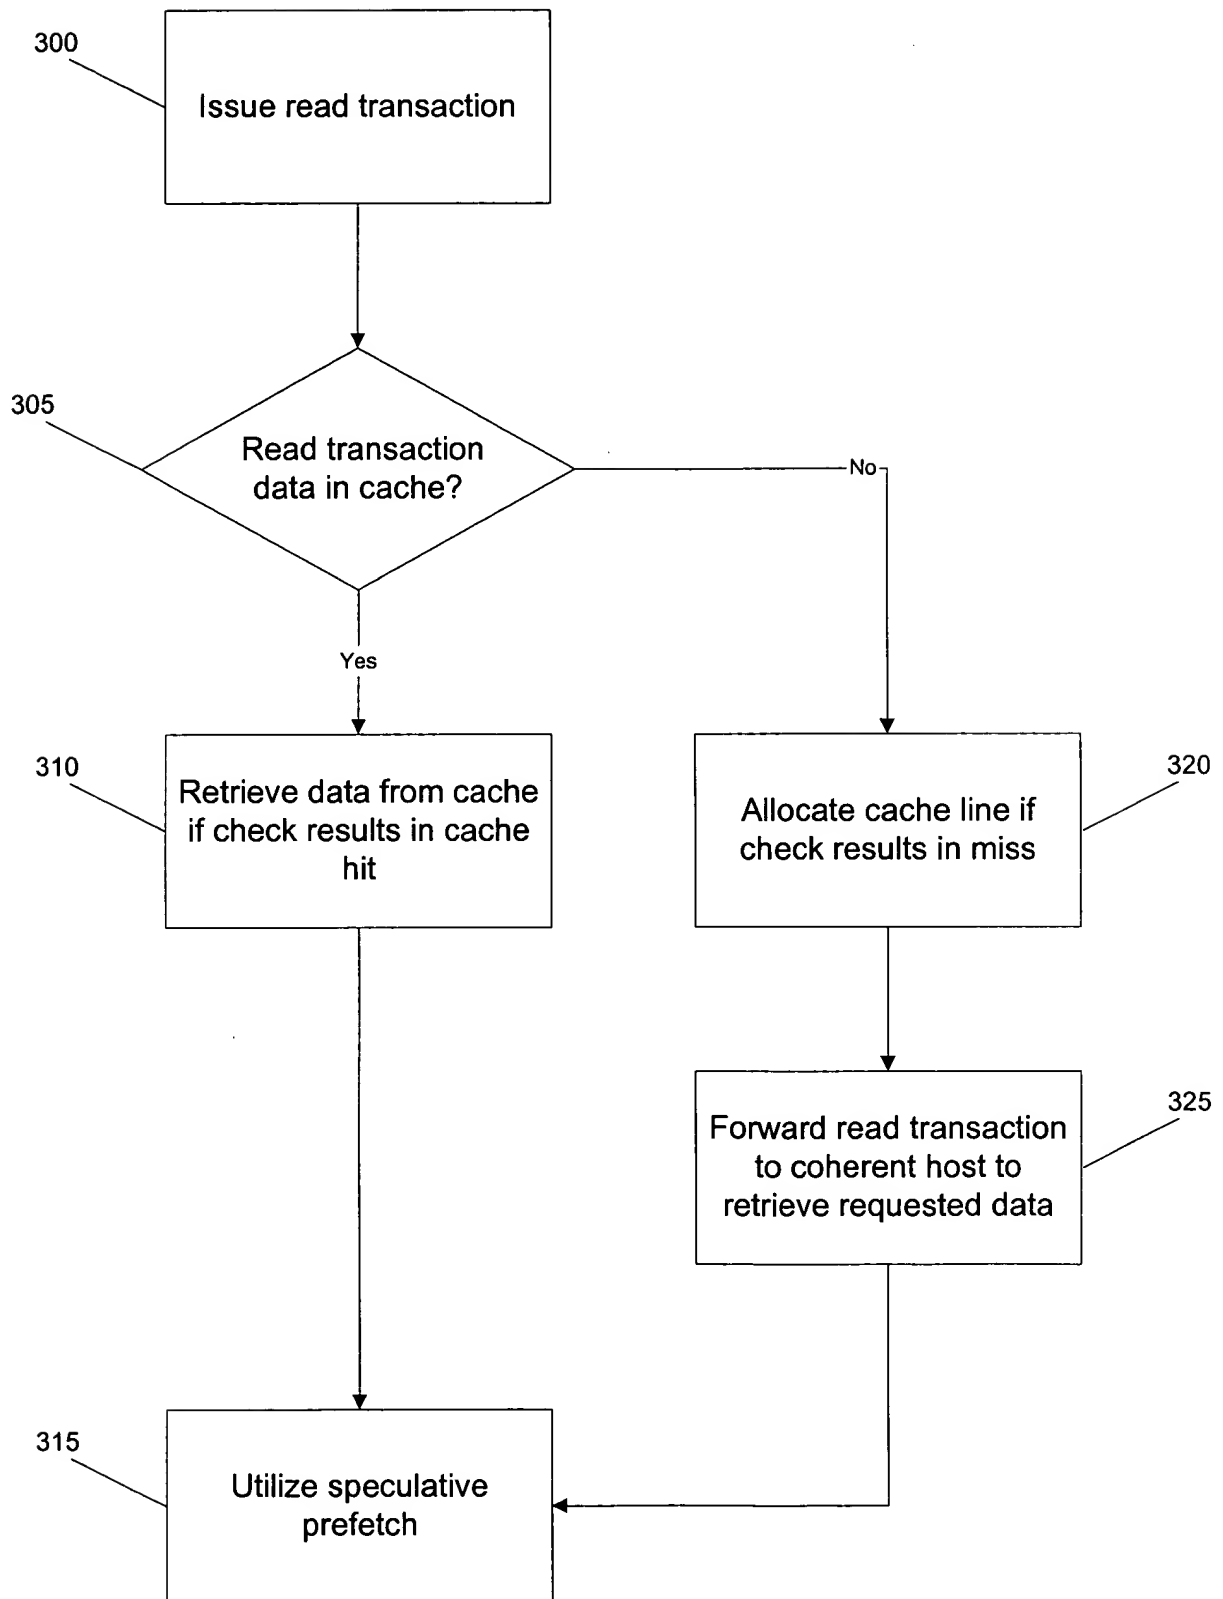 300
Issue read transaction
305
Read transaction
data in cache?
No
Yes
310
Retrieve data from cache
if check results in cache
hit
320
Allocate cache line if
check results in miss
325
Forward read transaction
to coherent host to
retrieve requested data
315
Utilize speculative
prefetch